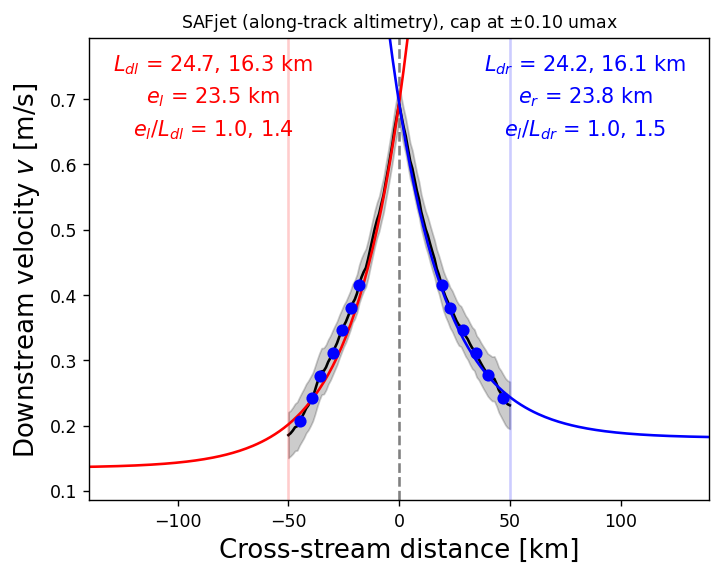 SAFjet (along-track altimetry), cap at ±0.10 umax
L_dl = 24.7, 16.3 km
e_l = 23.5 km
e_l/L_dl = 1.0, 1.4
L_dr = 24.2, 16.1 km
e_r = 23.8 km
e_l/L_dr = 1.0, 1.5
Downstream velocity v [m/s]
0.7
0.6
0.5
0.4
0.3
0.2
0.1
−100
−50
0
50
100
Cross-stream distance [km]